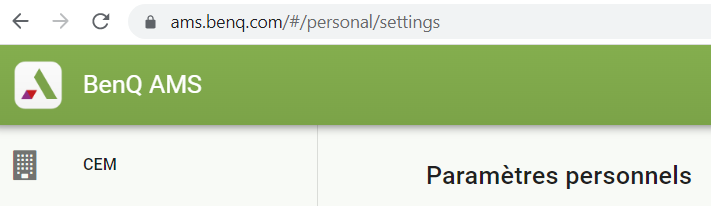 ams.benq.com/#/personal/settings
BenQ AMS
CEM
Paramètres personnels